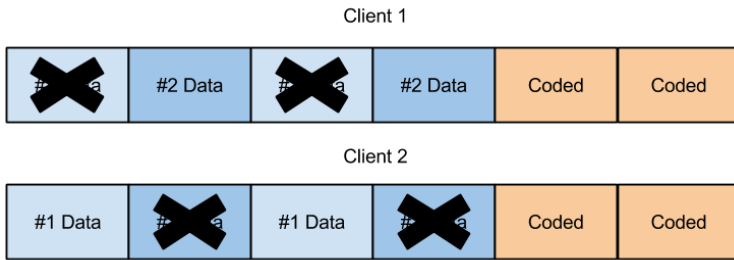 Client 1
#2 Data #2 Data Coded Coded
Client 2
#1 Data #1 Data Coded Coded